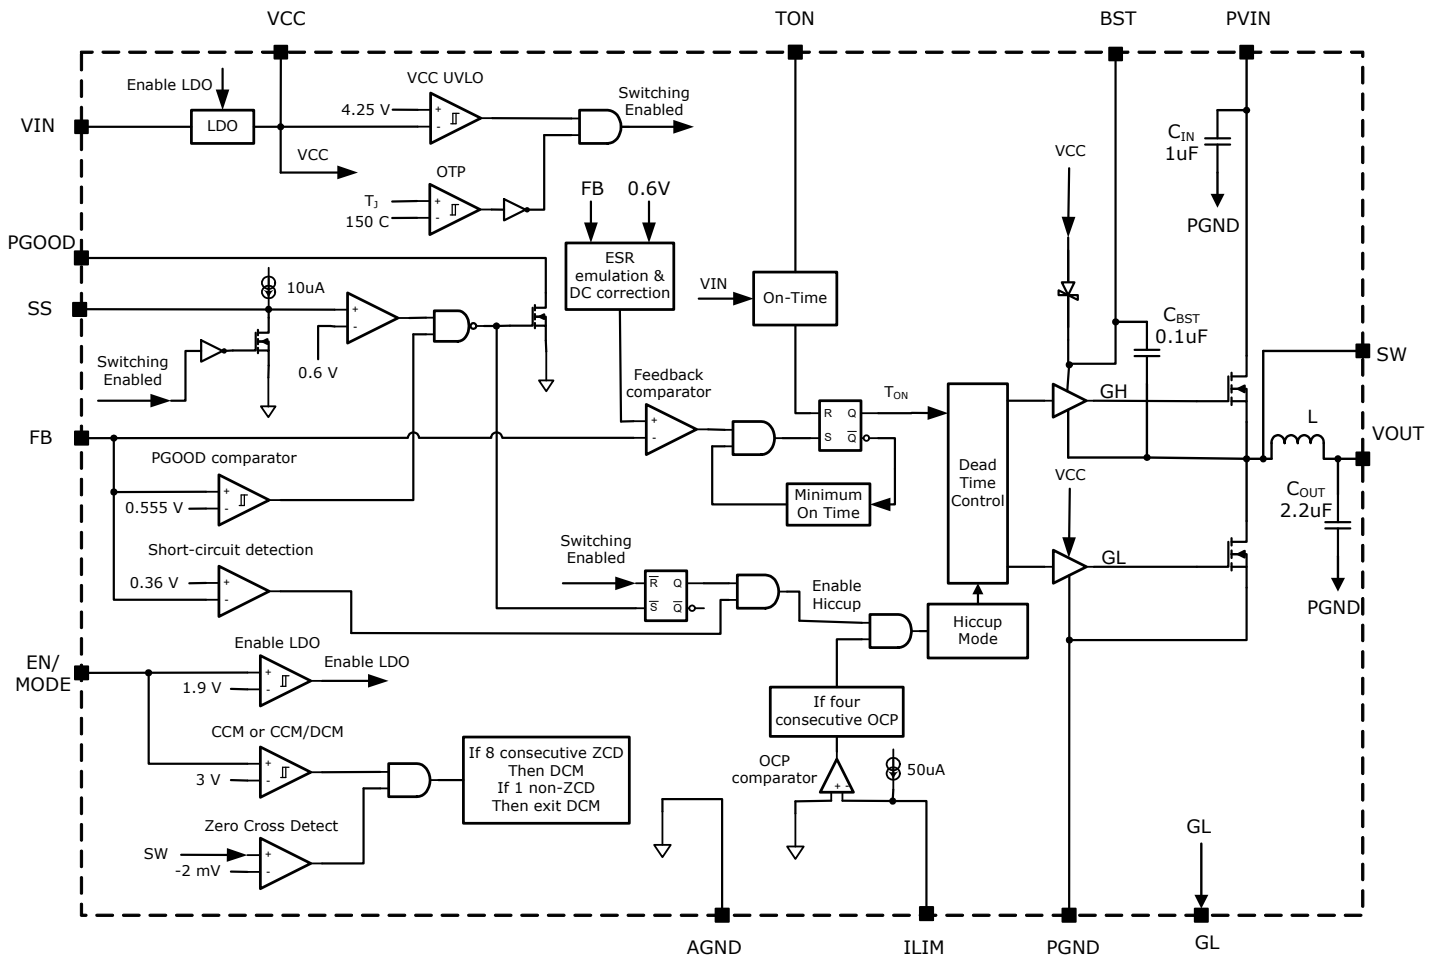 VCC
TON
BST
PVIN
Enable LDO
VCC UVLO
Switching
Enabled
4.25 V
+
-
VIN
LDO
VCC
OTP
TJ
150 C
+
-
FB
0.6V
CIN
1uF
VCC
PGND
PGOOD
ESR
emulation &
DC correction
VIN
On-Time
SS
10uA
+
-
CBST
0.1uF
SW
Switching
Enabled
0.6 V
Feedback
comparator
TON
GH
R
Q
S
Q
+
-
L
FB
VOUT
PGOOD comparator
+
-
0.555 V
Minimum
On Time
Dead
Time
Control
VCC
COUT
2.2uF
Short-circuit detection
0.36 V
+
-
Switching
Enabled
R
Q
S
Q
Enable
Hiccup
GL
PGND
Hiccup
Mode
EN/
MODE
Enable LDO
Enable LDO
+
-
1.9 V
If four
consecutive OCP
CCM or CCM/DCM
+
-
3 V
If 8 consecutive ZCD
Then DCM
If 1 non-ZCD
Then exit DCM
OCP
comparator
+ -
50uA
Zero Cross Detect
SW
-2 mV
+
-
GL
AGND
ILIM
PGND
GL